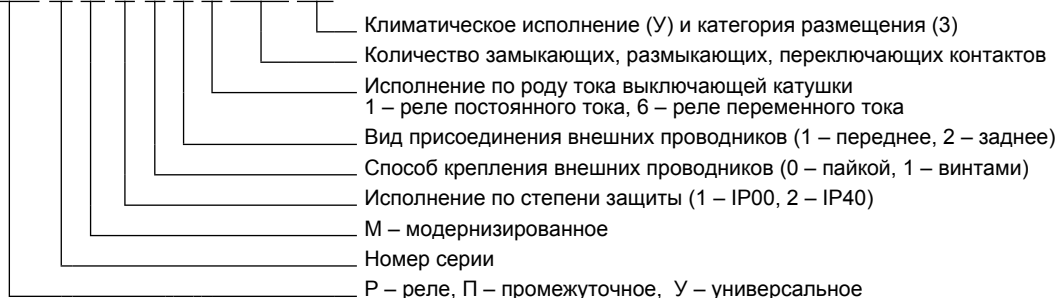 Климатическое исполнение (У) и категория размещения (3)
Количество замыкающих, размыкающих, переключающих контактов
Исполнение по роду тока выключающей катушки
1 – реле постоянного тока, 6 – реле переменного тока
Вид присоединения внешних проводников (1 – переднее, 2 – заднее)
Способ крепления внешних проводников (0 – пайкой, 1 – винтами)
Исполнение по степени защиты (1 – IP00, 2 – IP40)
М – модернизированное
Номер серии
Р – реле, П – промежуточное, У – универсальное